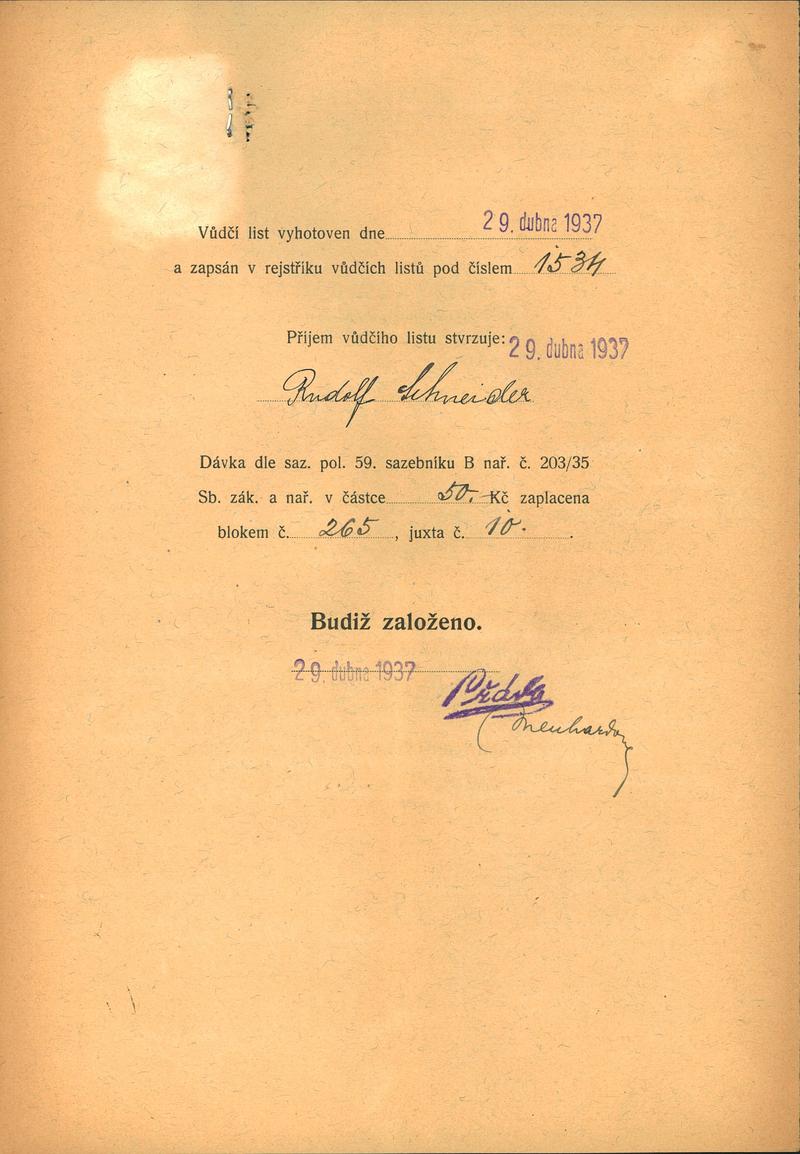 Vůdčí list vyhotoven dne 29. dubna 1937
a zapsán v rejstříku vůdčích listů pod číslem 1534
Příjem vůdčího listu stvrzuje: 29. dubna 1937
Rudolf Schneider
Dávka dle saz. pol. 59. sazebníku B nař. č. 203/35
Sb. zák. a nař. v částce 50.- Kč zaplacena
blokem č. 265, juxta č. 10.
Budiž založeno.
29. dubna 1937